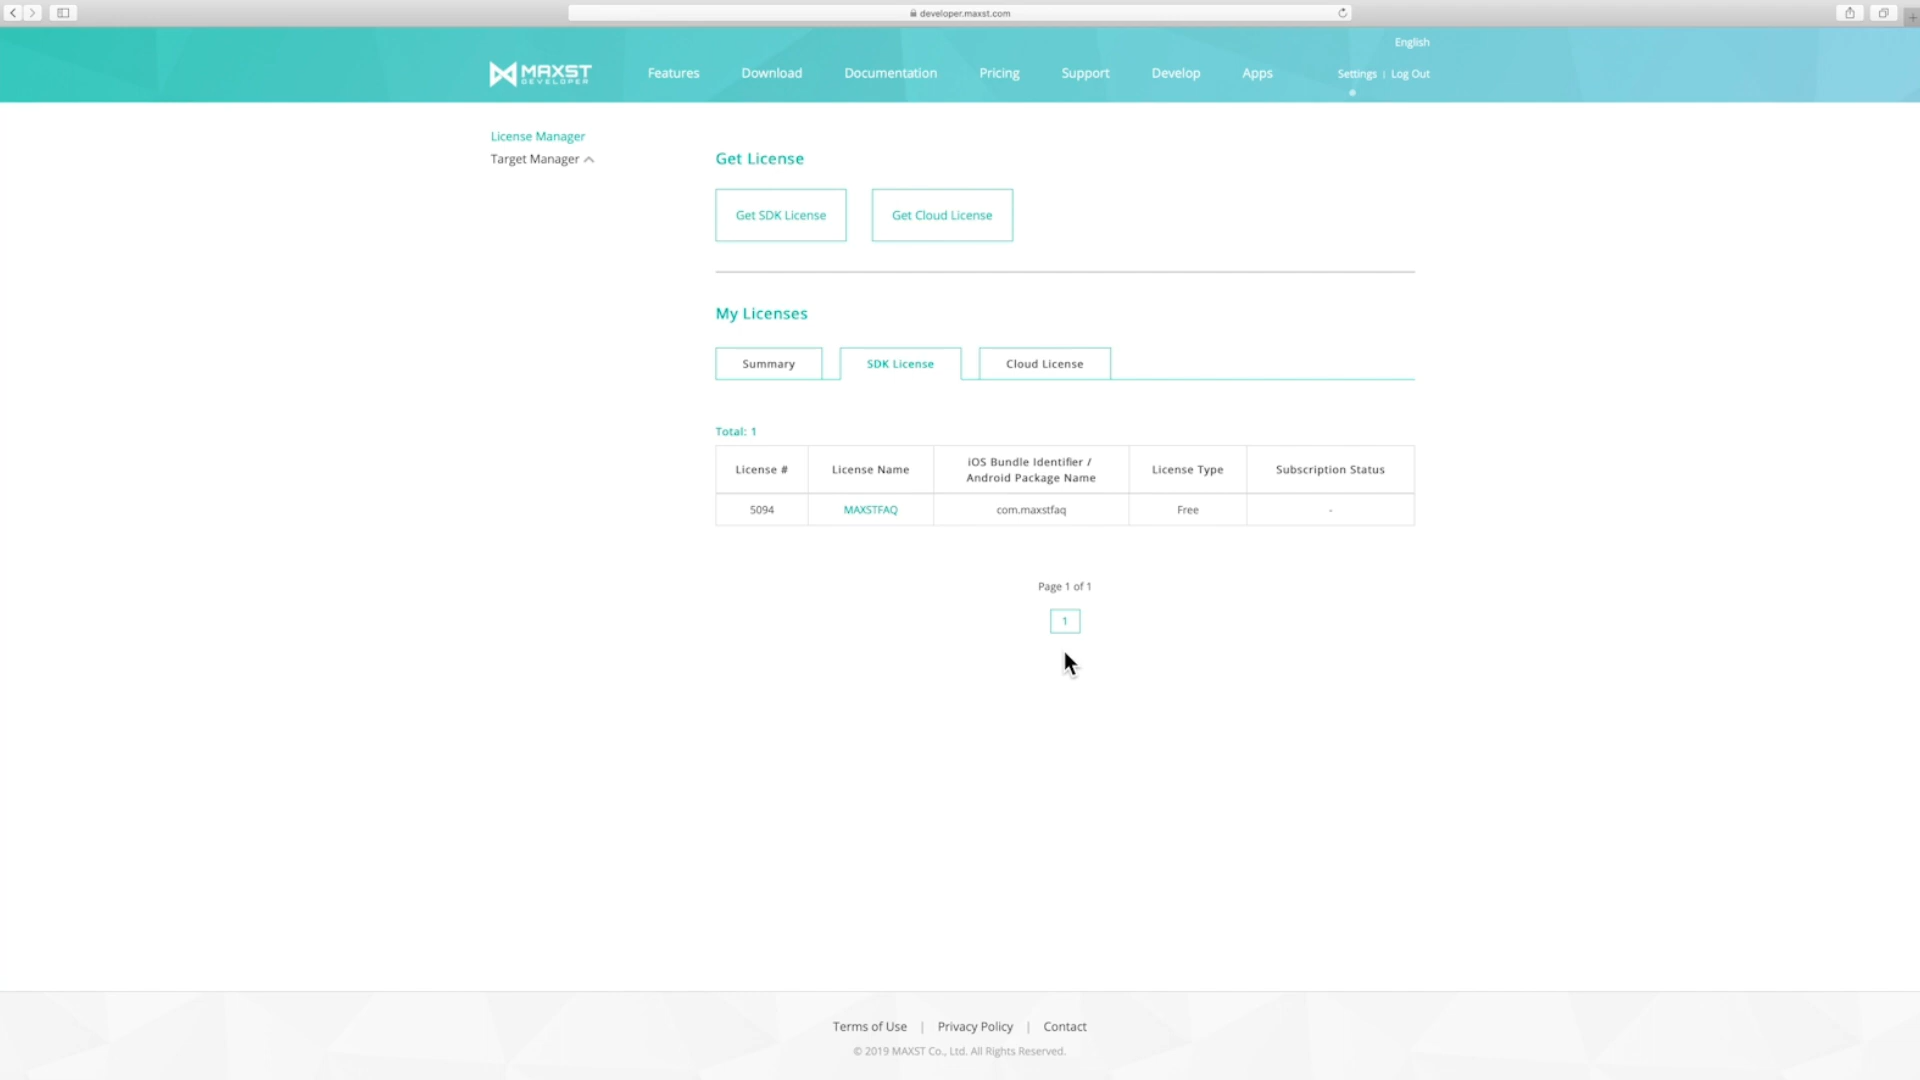 developer.maxst.com
English
MAXST
DEVELOPER
Features
Download
Documentation
Pricing
Support
Develop
Apps
Settings | Log Out
License Manager
Target Manager
Get License
Get SDK License
Get Cloud License
My Licenses
Summary
SDK License
Cloud License
Total: 1
License #
License Name
iOS Bundle Identifier /
Android Package Name
License Type
Subscription Status
5094
MAXSTFAQ
com.maxstfaq
Free
-
Page 1 of 1
1
Terms of Use | Privacy Policy | Contact
© 2019 MAXST Co., Ltd. All Rights Reserved.